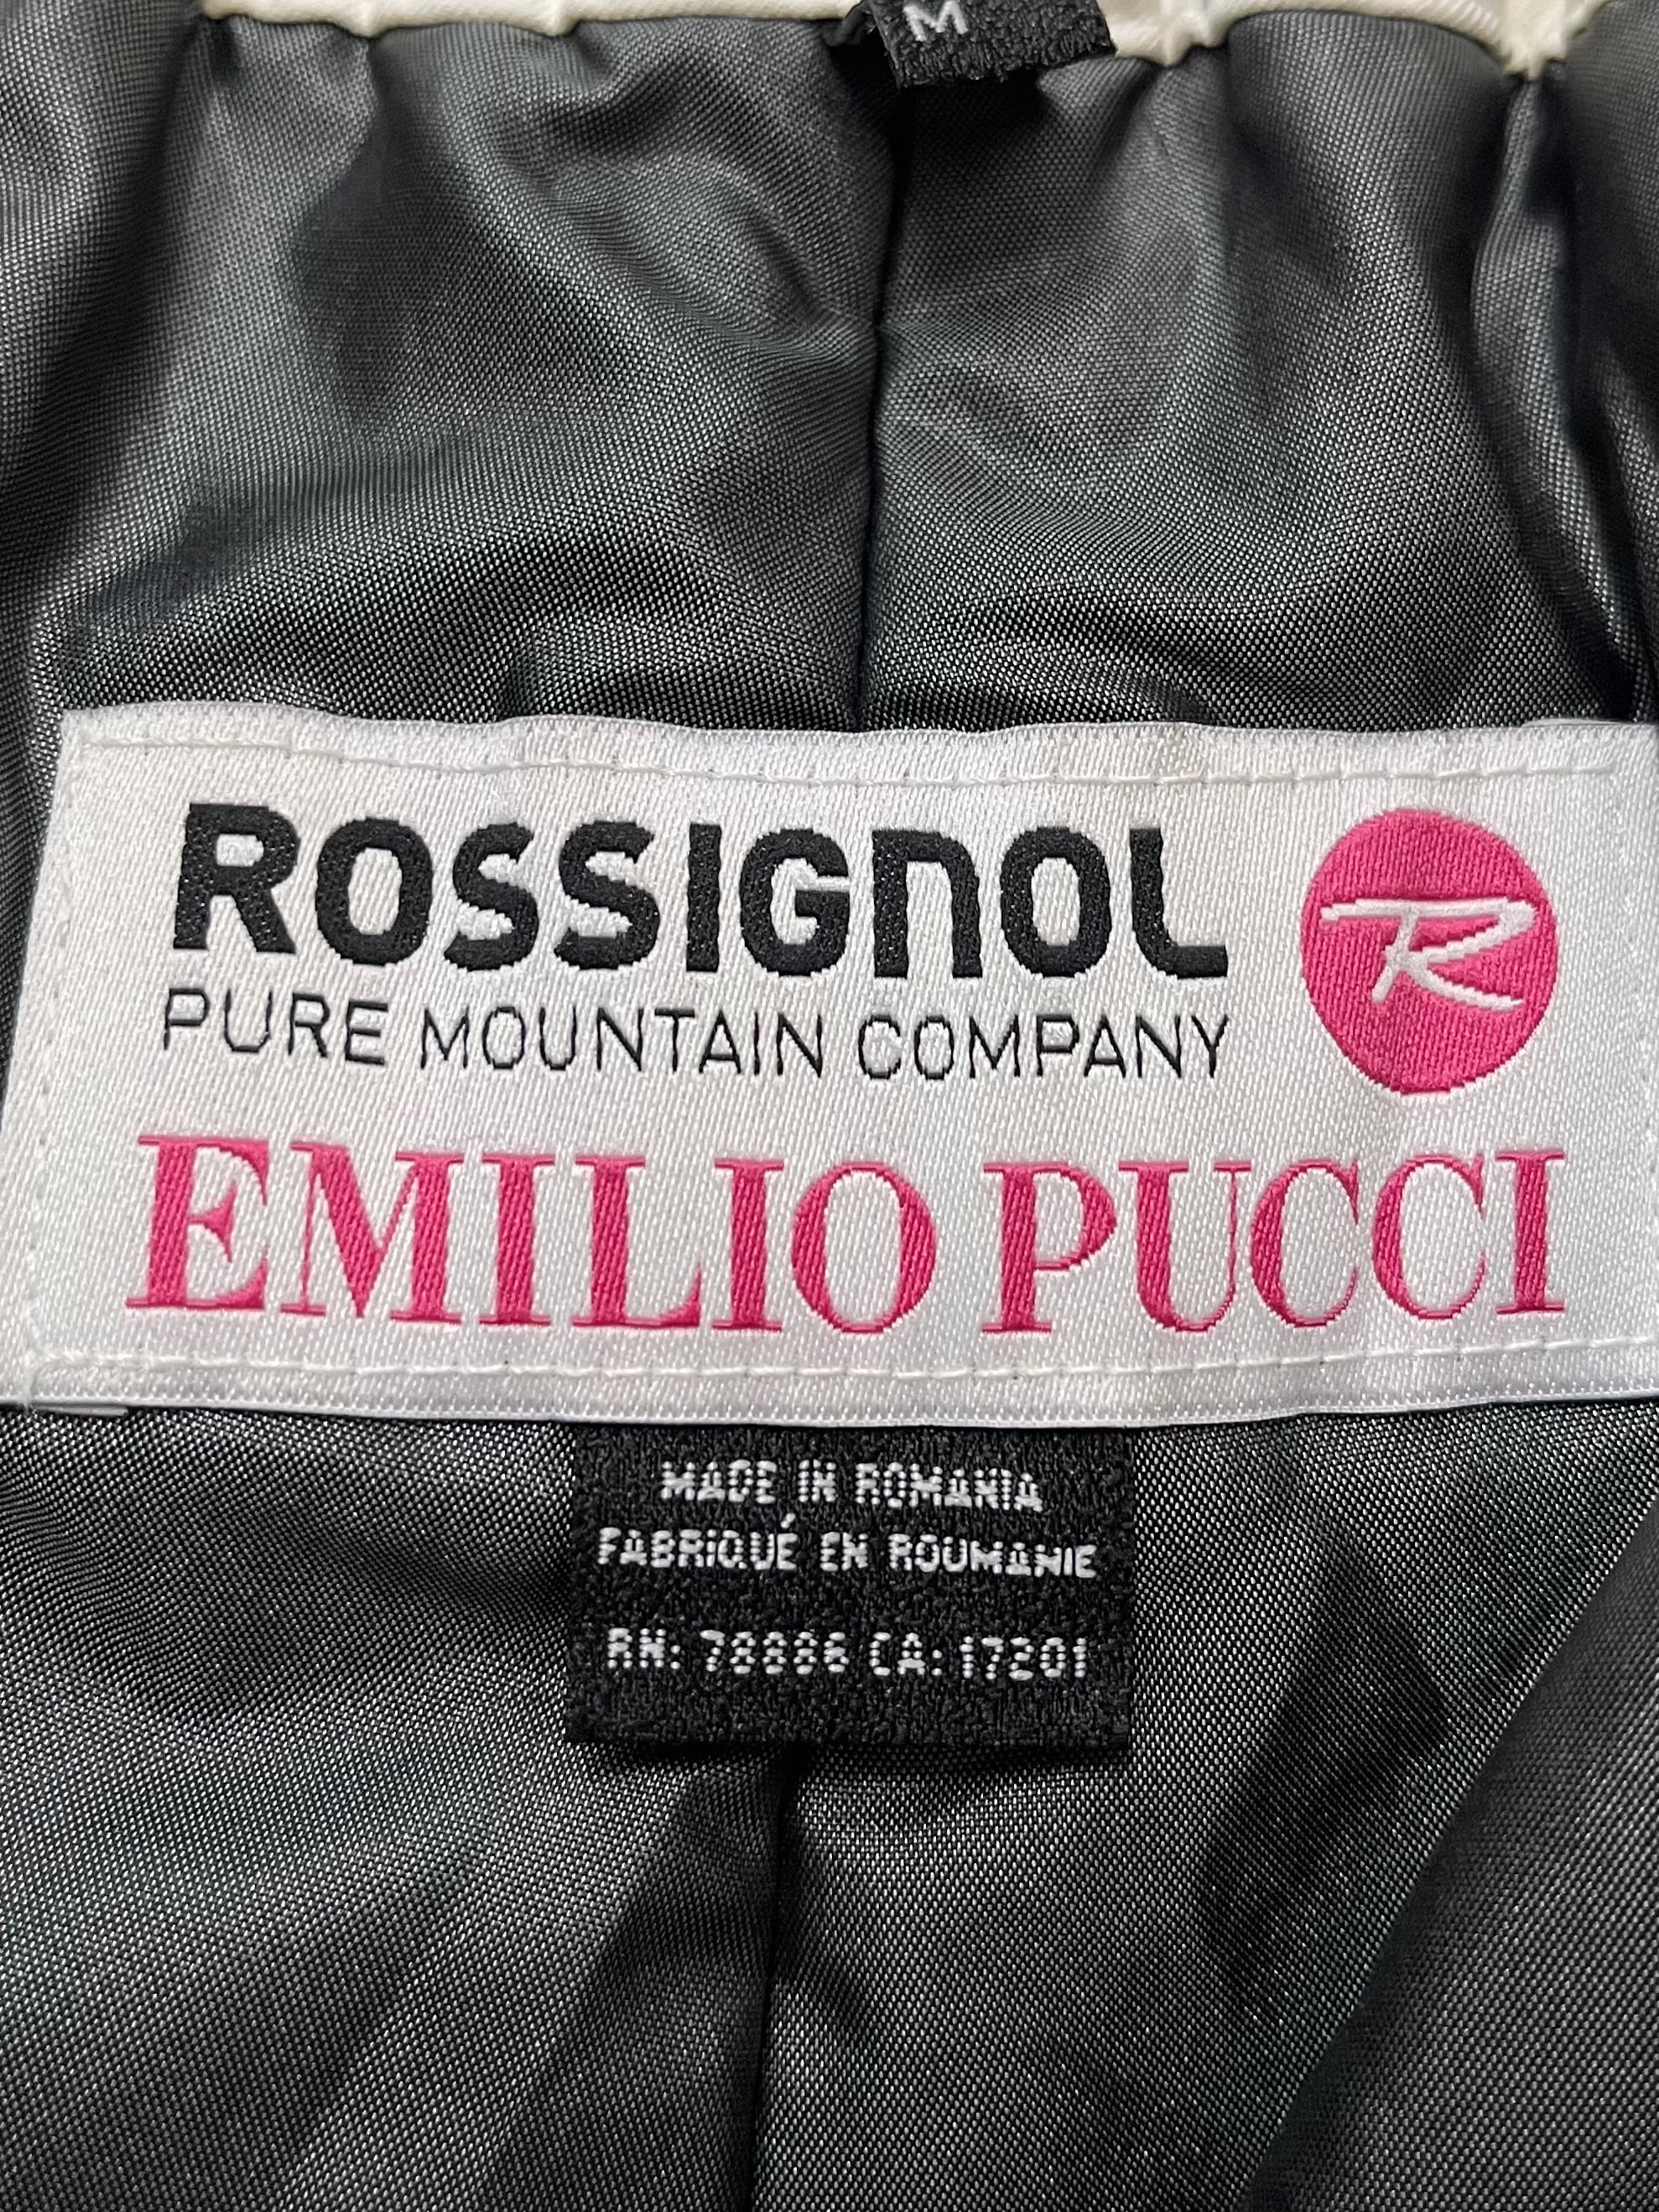 M
ROSSIGNOL
R
PURE MOUNTAIN COMPANY
EMILIO PUCCI
MADE IN ROMANIA
FABRIQUÉ EN ROUMANIE
RN: 78886 CA: 17201